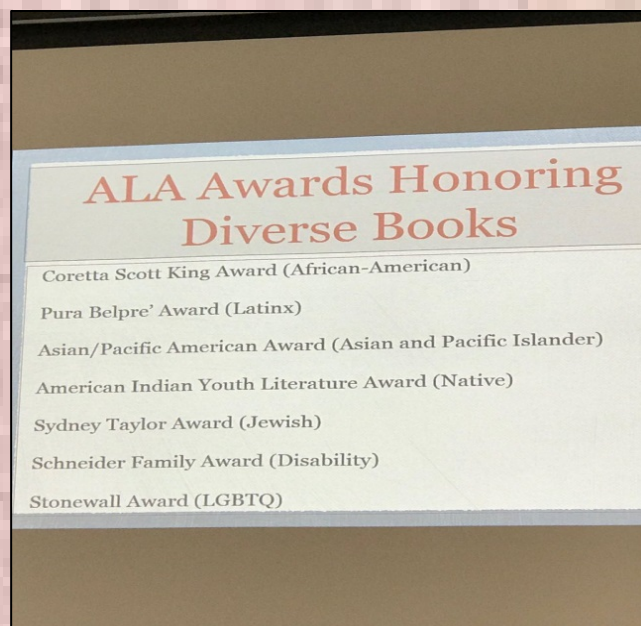 ALA Awards Honoring
Diverse Books
Coretta Scott King Award (African-American)
Pura Belpre' Award (Latinx)
Asian/Pacific American Award (Asian and Pacific Islander)
American Indian Youth Literature Award (Native)
Sydney Taylor Award (Jewish)
Schneider Family Award (Disability)
Stonewall Award (LGBTQ)